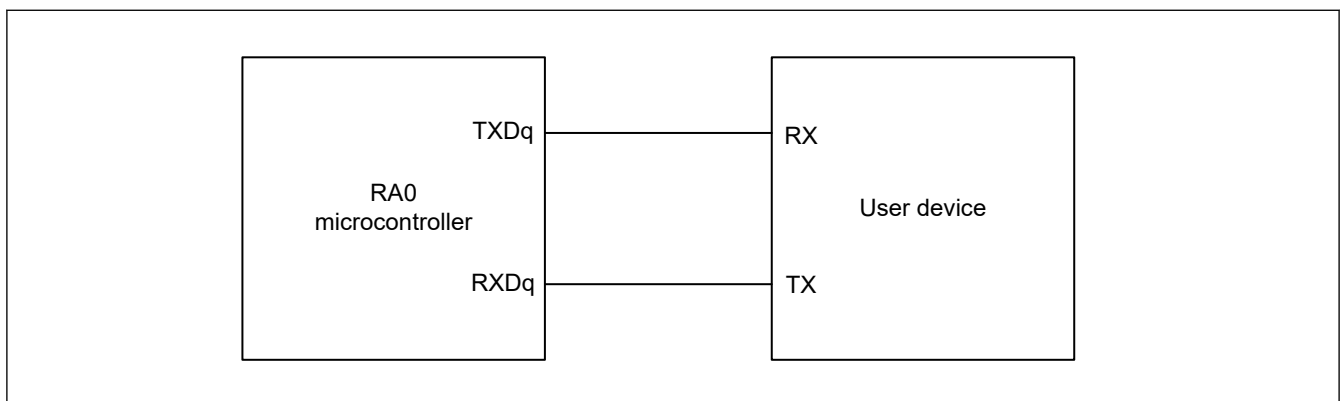 TXDq
RX
RA0
microcontroller
User device
RXDq
TX